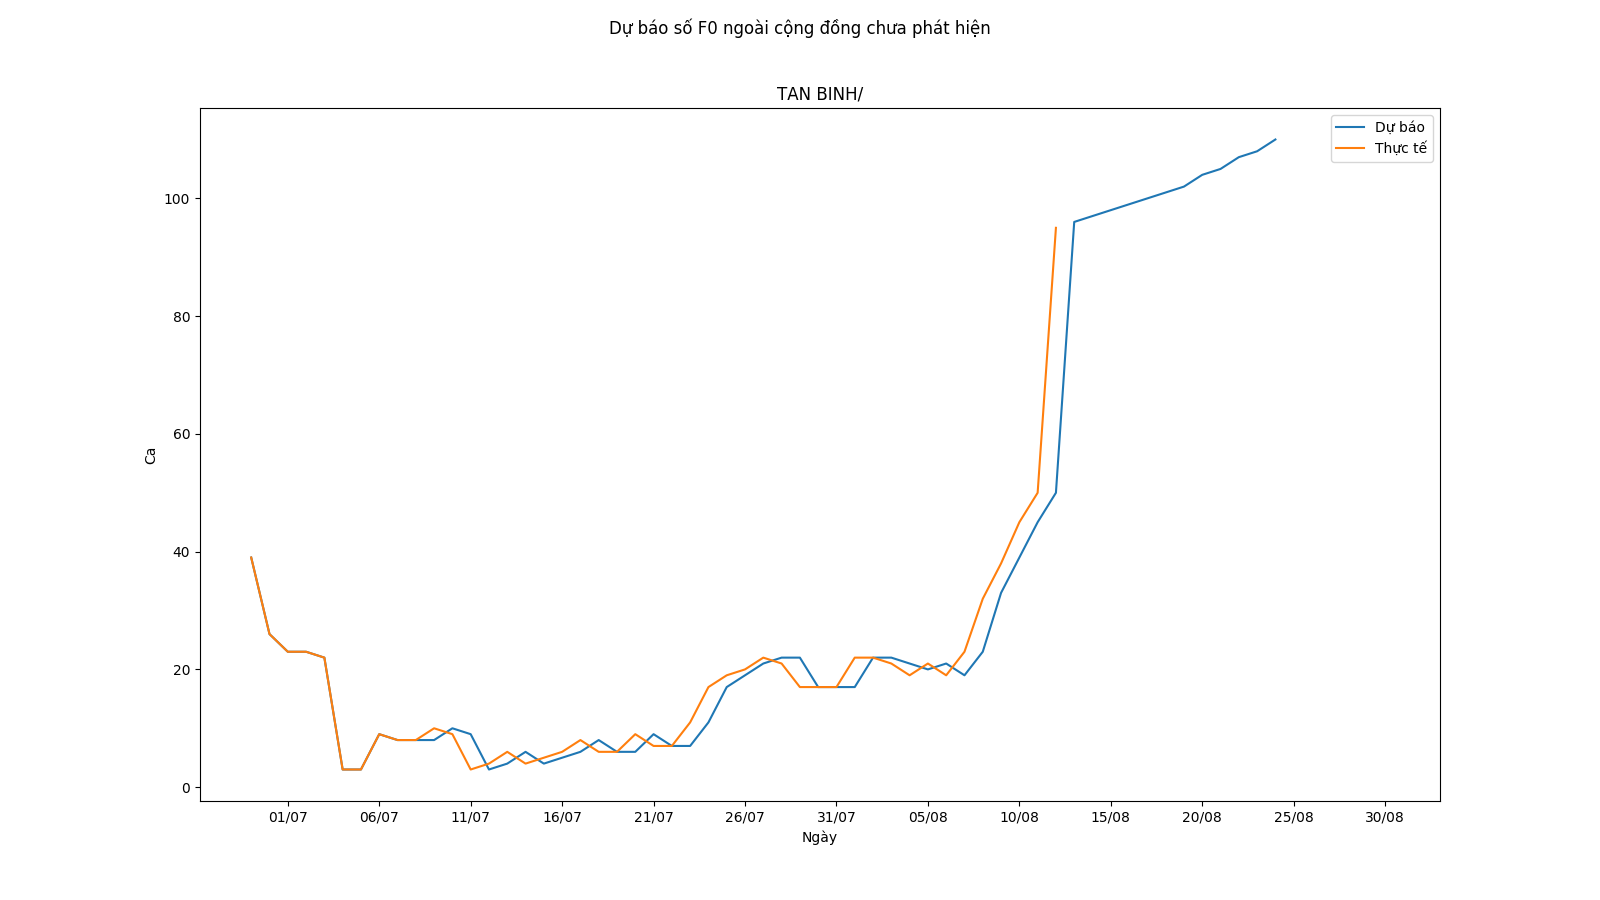 Dự báo số F0 ngoài cộng đồng chưa phát hiện
TAN BINH/
Dự báo
Thực tế
100
80
60
40
20
0
Ca
01/07 06/07 11/07 16/07 21/07 26/07 31/07 05/08 10/08 15/08 20/08 25/08 30/08
Ngày